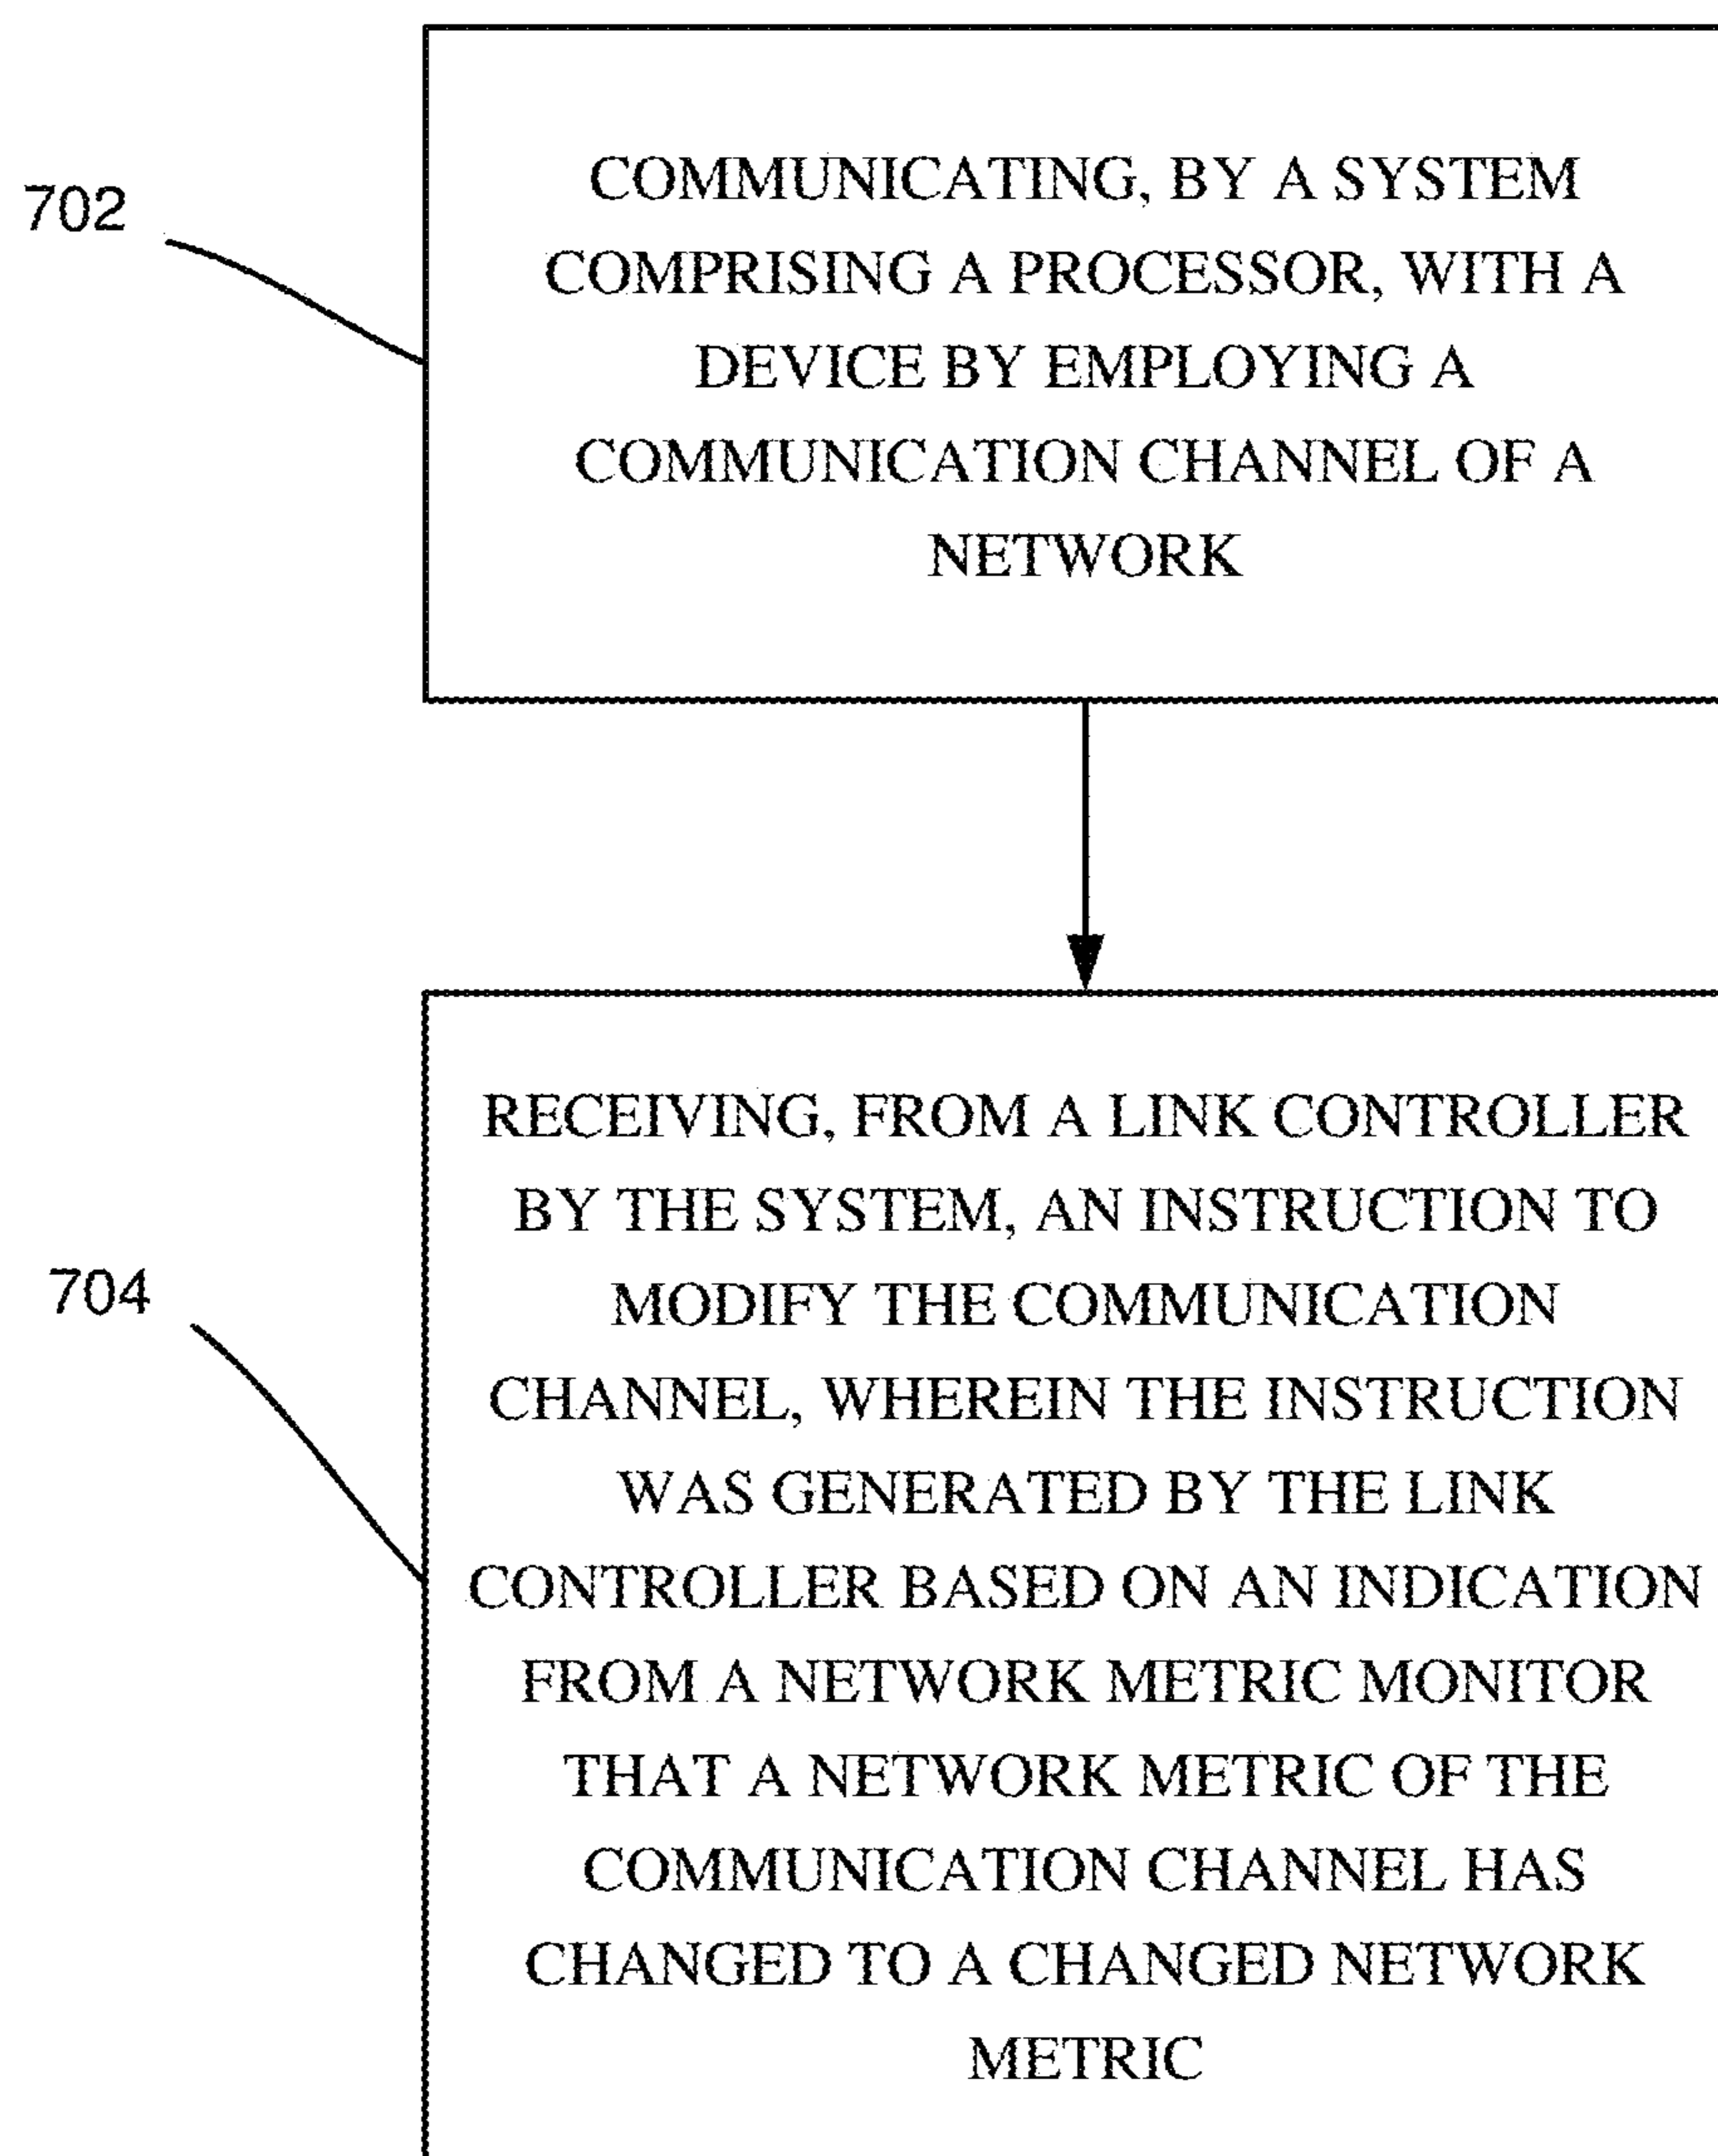 702
COMMUNICATING, BY A SYSTEM
COMPRISING A PROCESSOR, WITH A
DEVICE BY EMPLOYING A
COMMUNICATION CHANNEL OF A
NETWORK
704
RECEIVING, FROM A LINK CONTROLLER
BY THE SYSTEM, AN INSTRUCTION TO
MODIFY THE COMMUNICATION
CHANNEL, WHEREIN THE INSTRUCTION
WAS GENERATED BY THE LINK
CONTROLLER BASED ON AN INDICATION
FROM A NETWORK METRIC MONITOR
THAT A NETWORK METRIC OF THE
COMMUNICATION CHANNEL HAS
CHANGED TO A CHANGED NETWORK
METRIC